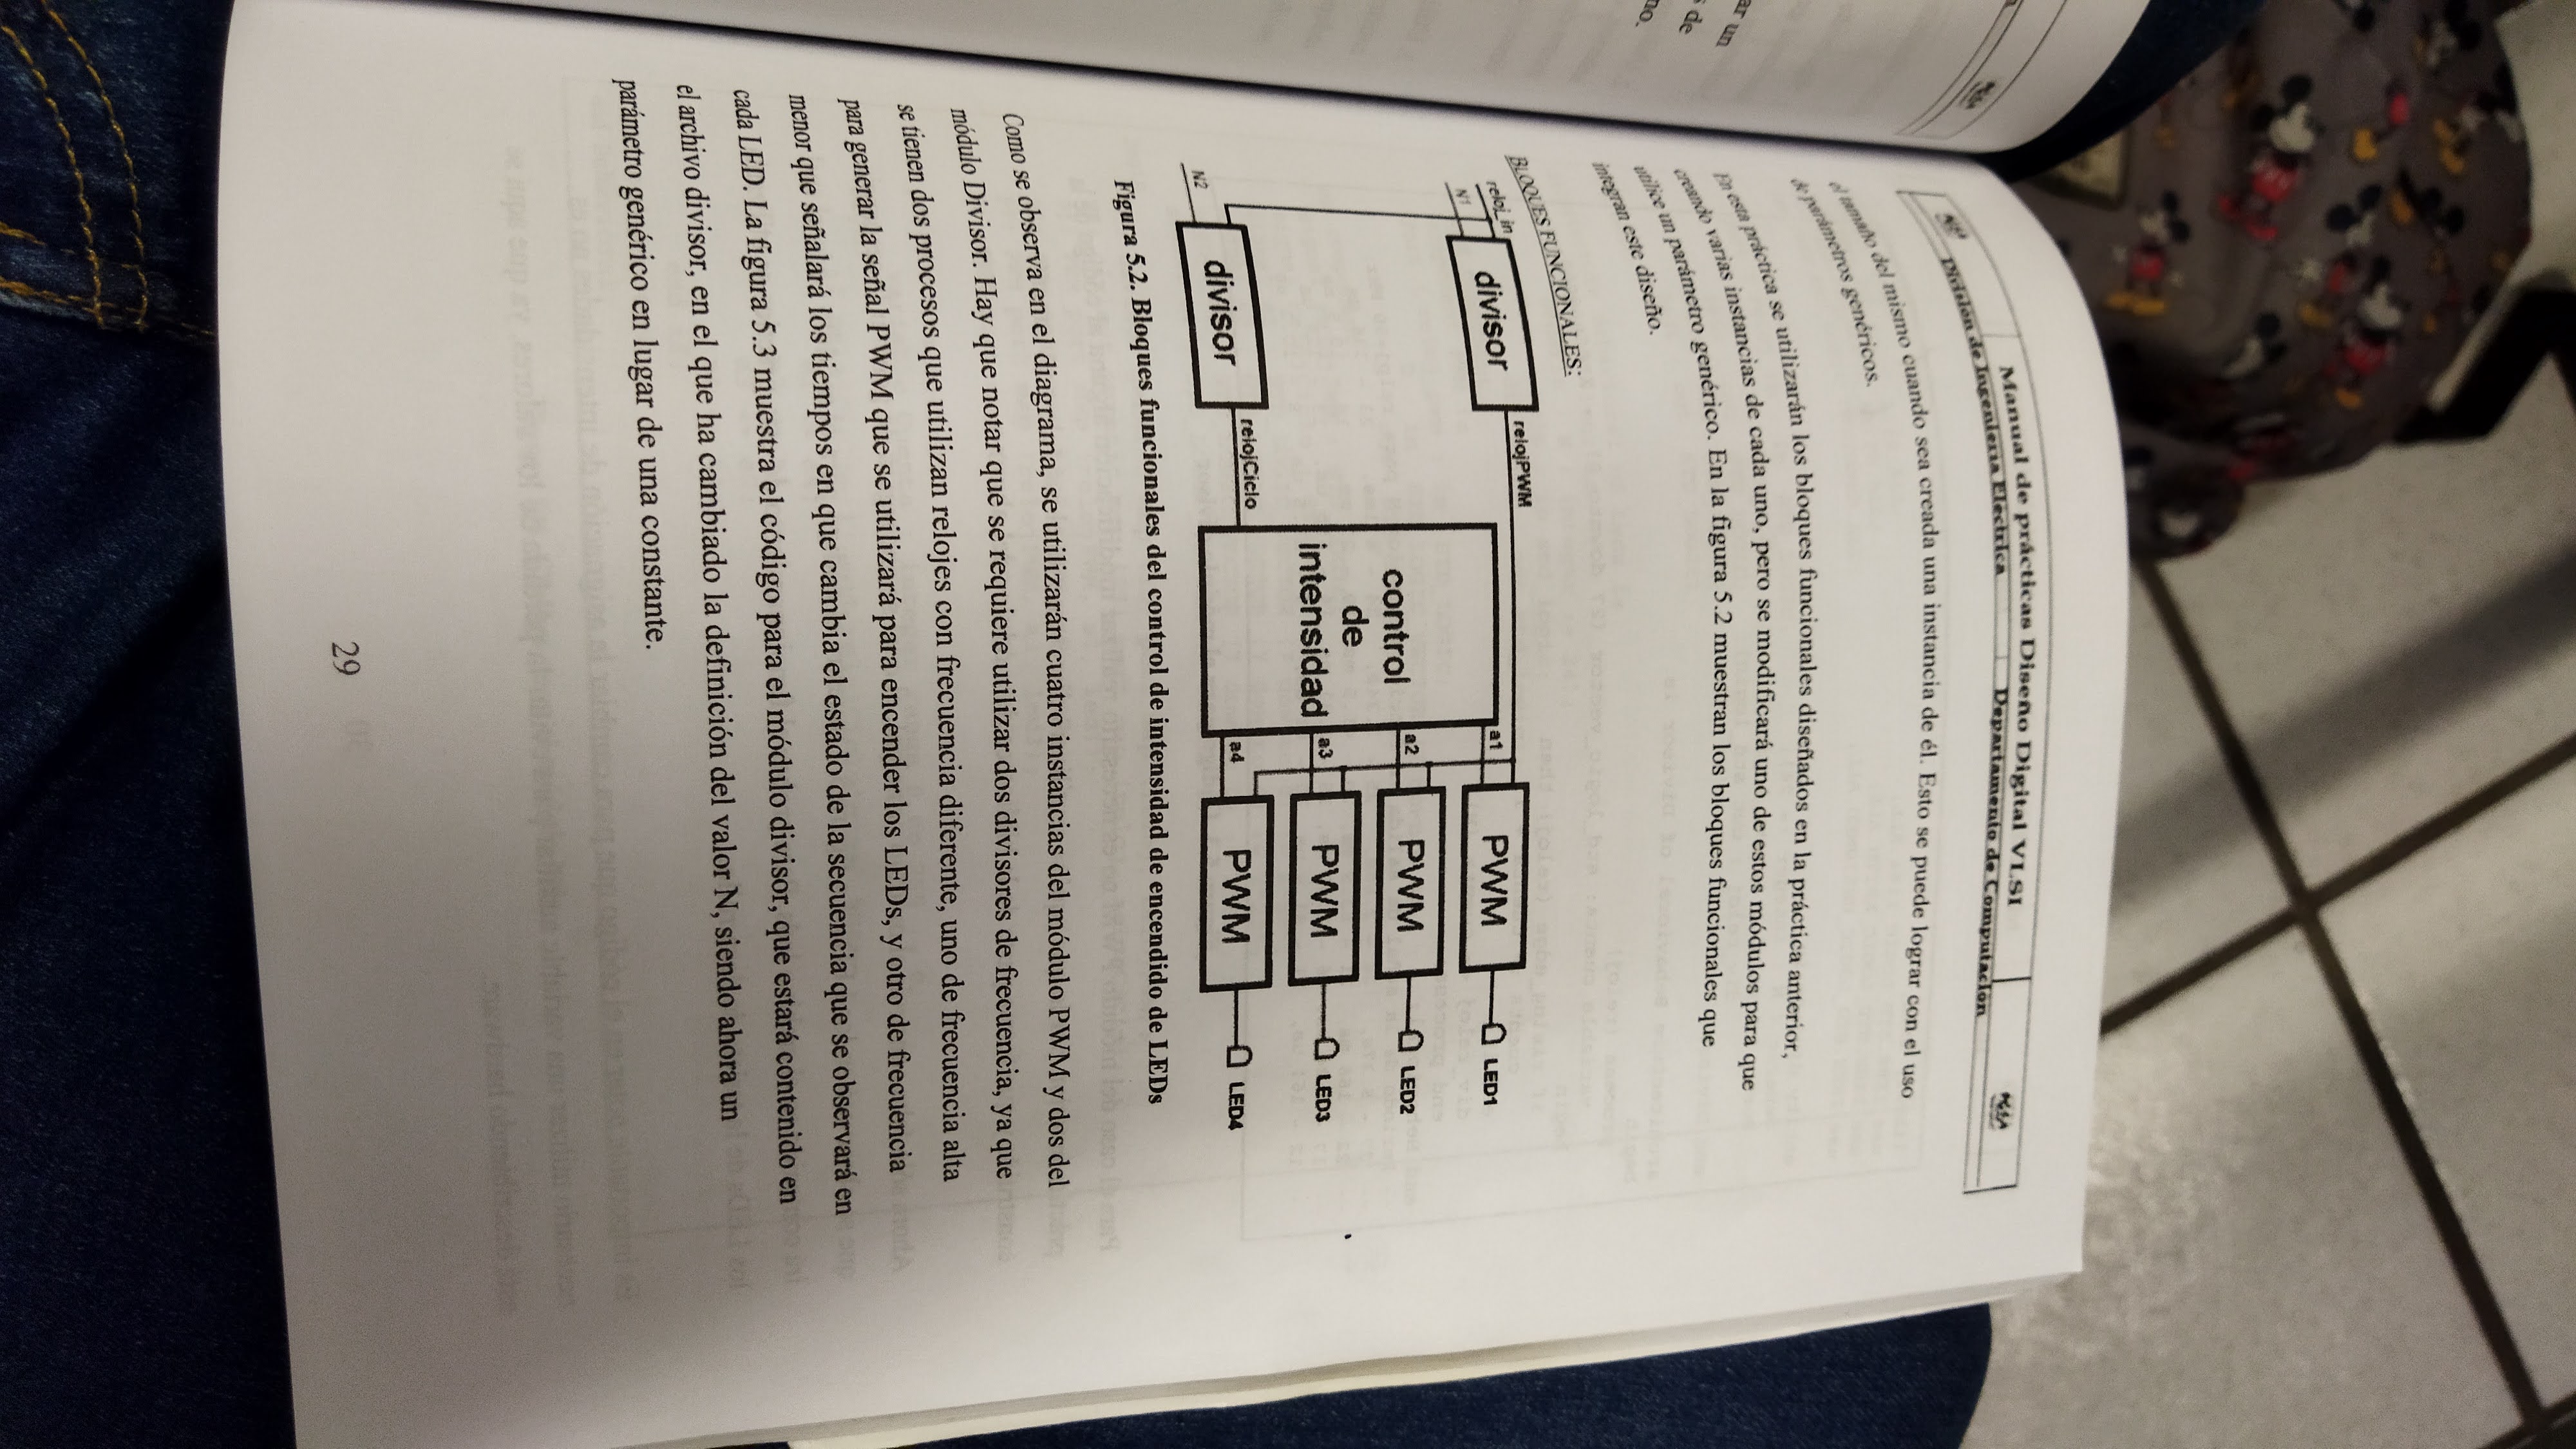 Manual de prácticas Diseño Digital VLSI
División de Ingeniería Eléctrica Departamento de Computación
el tamaño del mismo cuando sea creada una instancia de él. Esto se puede lograr con el uso
de parámetros genéricos.
En esta práctica se utilizarán los bloques funcionales diseñados en la práctica anterior,
creando varias instancias de cada uno, pero se modificará uno de estos módulos para que
utilice un parámetro genérico. En la figura 5.2 muestran los bloques funcionales que
integran este diseño.
BLOQUES FUNCIONALES:
reloj_in
N1
divisor
relojPWM
control
de
intensidad
a1
PWM
LED1
a2
PWM
LED2
a3
PWM
LED3
a4
PWM
LED4
N2
divisor
relojCiclo
Figura 5.2. Bloques funcionales del control de intensidad de encendido de LEDs
Como se observa en el diagrama, se utilizarán cuatro instancias del módulo PWM y dos del
módulo Divisor. Hay que notar que se requiere utilizar dos divisores de frecuencia, ya que
se tienen dos procesos que utilizan relojes con frecuencia diferente, uno de frecuencia alta
para generar la señal PWM que se utilizará para encender los LEDs, y otro de frecuencia
menor que señalará los tiempos en que cambia el estado de la secuencia que se observará en
cada LED. La figura 5.3 muestra el código para el módulo divisor, que estará contenido en
el archivo divisor, en el que ha cambiado la definición del valor N, siendo ahora un
parámetro genérico en lugar de una constante.
29
ar un
de
no.